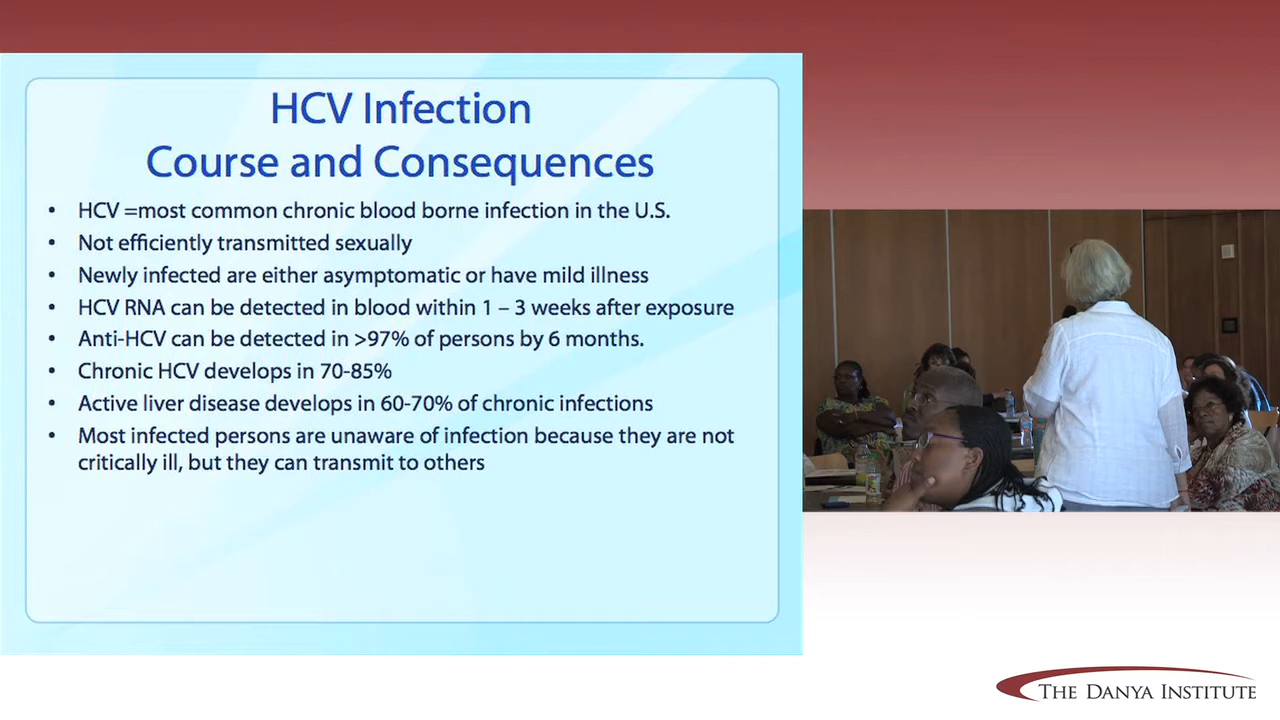 HCV Infection
Course and Consequences
• HCV =most common chronic blood borne infection in the U.S.
• Not efficiently transmitted sexually
• Newly infected are either asymptomatic or have mild illness
• HCV RNA can be detected in blood within 1 – 3 weeks after exposure
• Anti-HCV can be detected in >97% of persons by 6 months.
• Chronic HCV develops in 70-85%
• Active liver disease develops in 60-70% of chronic infections
• Most infected persons are unaware of infection because they are not
critically ill, but they can transmit to others
THE DANYA INSTITUTE